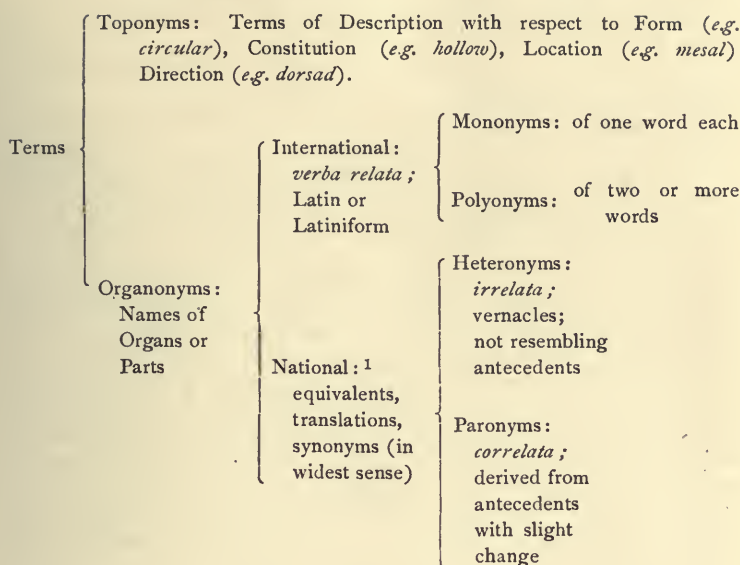 Toponyms: Terms of Description with respect to Form (e.g.
circular), Constitution (e.g. hollow), Location (e.g. mesal)
Direction (e.g. dorsad).
Terms
International:
verba relata;
Latin or
Latiniform
Mononyms: of one word each
Polyonyms: of two or more
words
Organonyms:
Names of
Organs or
Parts
National: 1
equivalents,
translations,
synonyms (in
widest sense)
Heteronyms:
irrelata;
vernacles;
not resembling
antecedents
Paronyms:
correlata;
derived from
antecedents
with slight
change